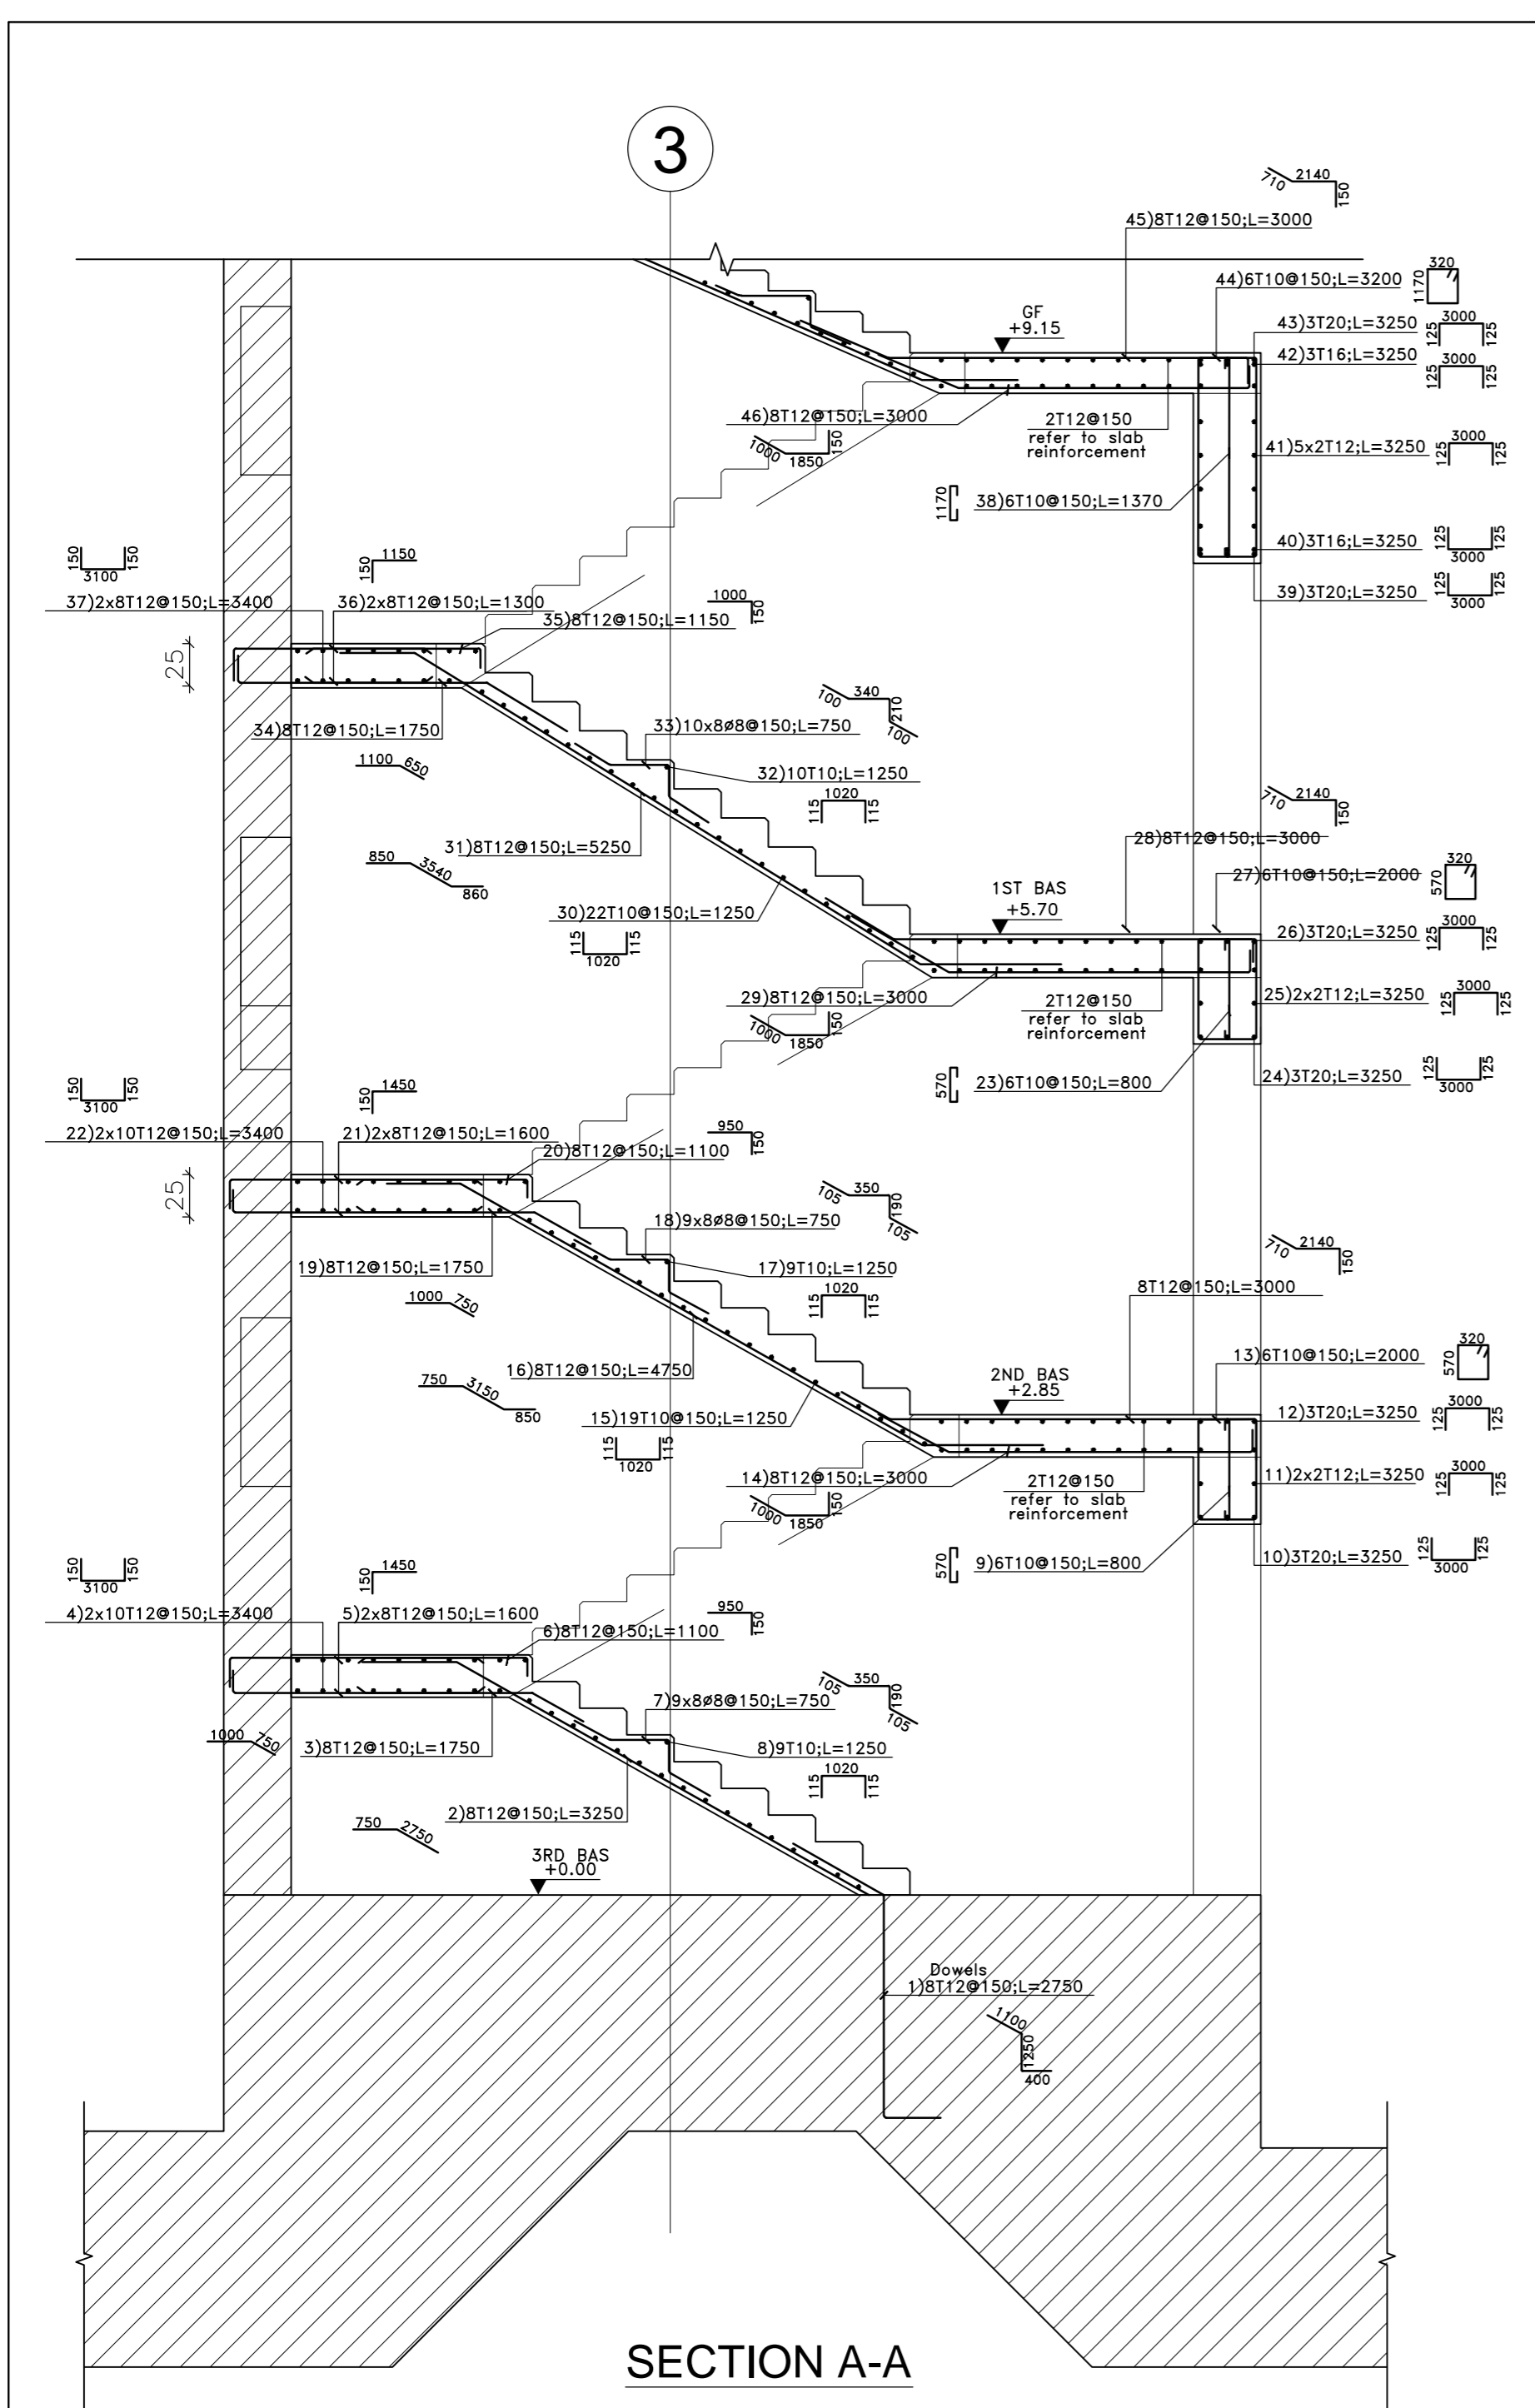 3
2140
710
150
45)8T12@150;L=3000
320
1170
44)6T10@150;L=3200
GF
+9.15
3000
125
125
43)3T20;L=3250
42)3T16;L=3250
3000
125
125
46)8T12@150;L=3000
1000
1850
150
2T12@150
refer to slab
reinforcement
41)5x2T12;L=3250
3000
125
125
1170
38)6T10@150;L=1370
40)3T16;L=3250
125
3000
125
39)3T20;L=3250
125
3000
125
150
3100
150
150
1150
37)2x8T12@150;L=3400
36)2x8T12@150;L=1300
1000
150
35)8T12@150;L=1150
25
34)8T12@150;L=1750
1100
650
340
100
210
100
33)10x8ø8@150;L=750
32)10T10;L=1250
1020
115
115
31)8T12@150;L=5250
850
3540
860
30)22T10@150;L=1250
115
1020
115
2140
710
150
28)8T12@150;L=3000
320
570
27)6T10@150;L=2000
1ST BAS
+5.70
26)3T20;L=3250
3000
125
125
29)8T12@150;L=3000
1000
1850
150
2T12@150
refer to slab
reinforcement
25)2x2T12;L=3250
3000
125
125
570
23)6T10@150;L=800
24)3T20;L=3250
125
3000
125
150
3100
150
150
1450
22)2x10T12@150;L=3400
21)2x8T12@150;L=1600
950
150
20)8T12@150;L=1100
25
19)8T12@150;L=1750
1000
750
350
105
190
105
18)9x8ø8@150;L=750
17)9T10;L=1250
1020
115
115
16)8T12@150;L=4750
750
3150
850
15)19T10@150;L=1250
115
1020
115
2140
710
150
8T12@150;L=3000
320
570
13)6T10@150;L=2000
2ND BAS
+2.85
12)3T20;L=3250
3000
125
125
14)8T12@150;L=3000
1000
1850
150
2T12@150
refer to slab
reinforcement
11)2x2T12;L=3250
3000
125
125
570
9)6T10@150;L=800
10)3T20;L=3250
125
3000
125
150
3100
150
150
1450
4)2x10T12@150;L=3400
5)2x8T12@150;L=1600
950
150
6)8T12@150;L=1100
1000
750
3)8T12@150;L=1750
350
105
190
105
7)9x8ø8@150;L=750
8)9T10;L=1250
1020
115
115
2)8T12@150;L=3250
750
2750
3RD BAS
+0.00
Dowels
1)8T12@150;L=2750
1100
1250
400
SECTION A-A